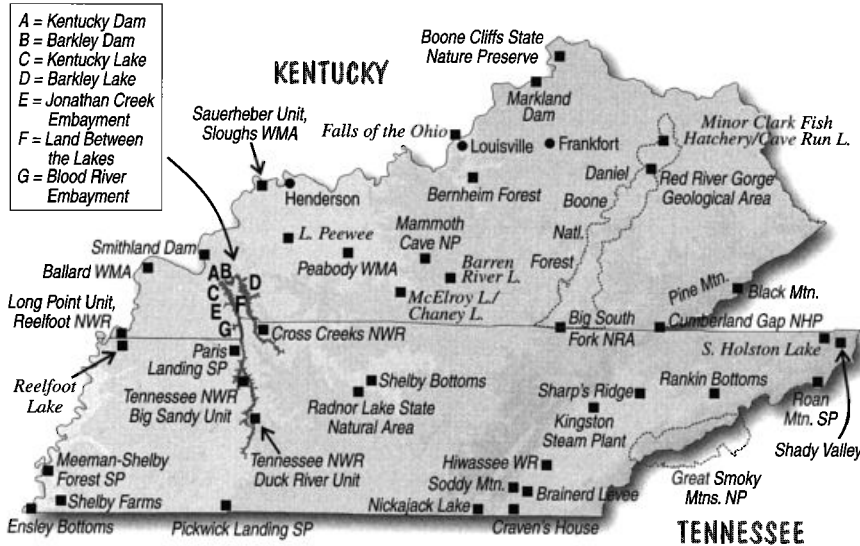 A = Kentucky Dam
B = Barkley Dam
C = Kentucky Lake
D = Barkley Lake
E = Jonathan Creek
Embayment
F = Land Between
the Lakes
G = Blood River
Embayment
KENTUCKY
Boone Cliffs State
Nature Preserve
Markland
Dam
Sauerheber Unit,
Sloughs WMA
Falls of the Ohio
Louisville
Frankfort
Minor Clark Fish
Hatchery/Cave Run L.
Daniel
Boone
Natl.
Forest
Red River Gorge
Geological Area
Henderson
Bernheim Forest
L. Peewee
Mammoth
Cave NP
Peabody WMA
Barren
River L.
McElroy L./
Chaney L.
Smithland Dam
Ballard WMA
A B
C
D
E
F
G
Long Point Unit,
Reelfoot NWR
Cross Creeks NWR
Pine Mtn.
Black Mtn.
Big South
Fork NRA
Cumberland Gap NHP
S. Holston Lake
Reelfoot
Lake
Paris
Landing SP
Tennessee NWR
Big Sandy Unit
Shelby Bottoms
Radnor Lake State
Natural Area
Sharp's Ridge
Rankin Bottoms
Kingston
Steam Plant
Roan
Mtn. SP
Shady Valley
Meeman-Shelby
Forest SP
Tennessee NWR
Duck River Unit
Hiwassee WR
Great Smoky
Mtns. NP
Soddy Mtn.
Shelby Farms
Brainerd Levee
Nickajack Lake
Ensley Bottoms
Pickwick Landing SP
Craven's House
TENNESSEE